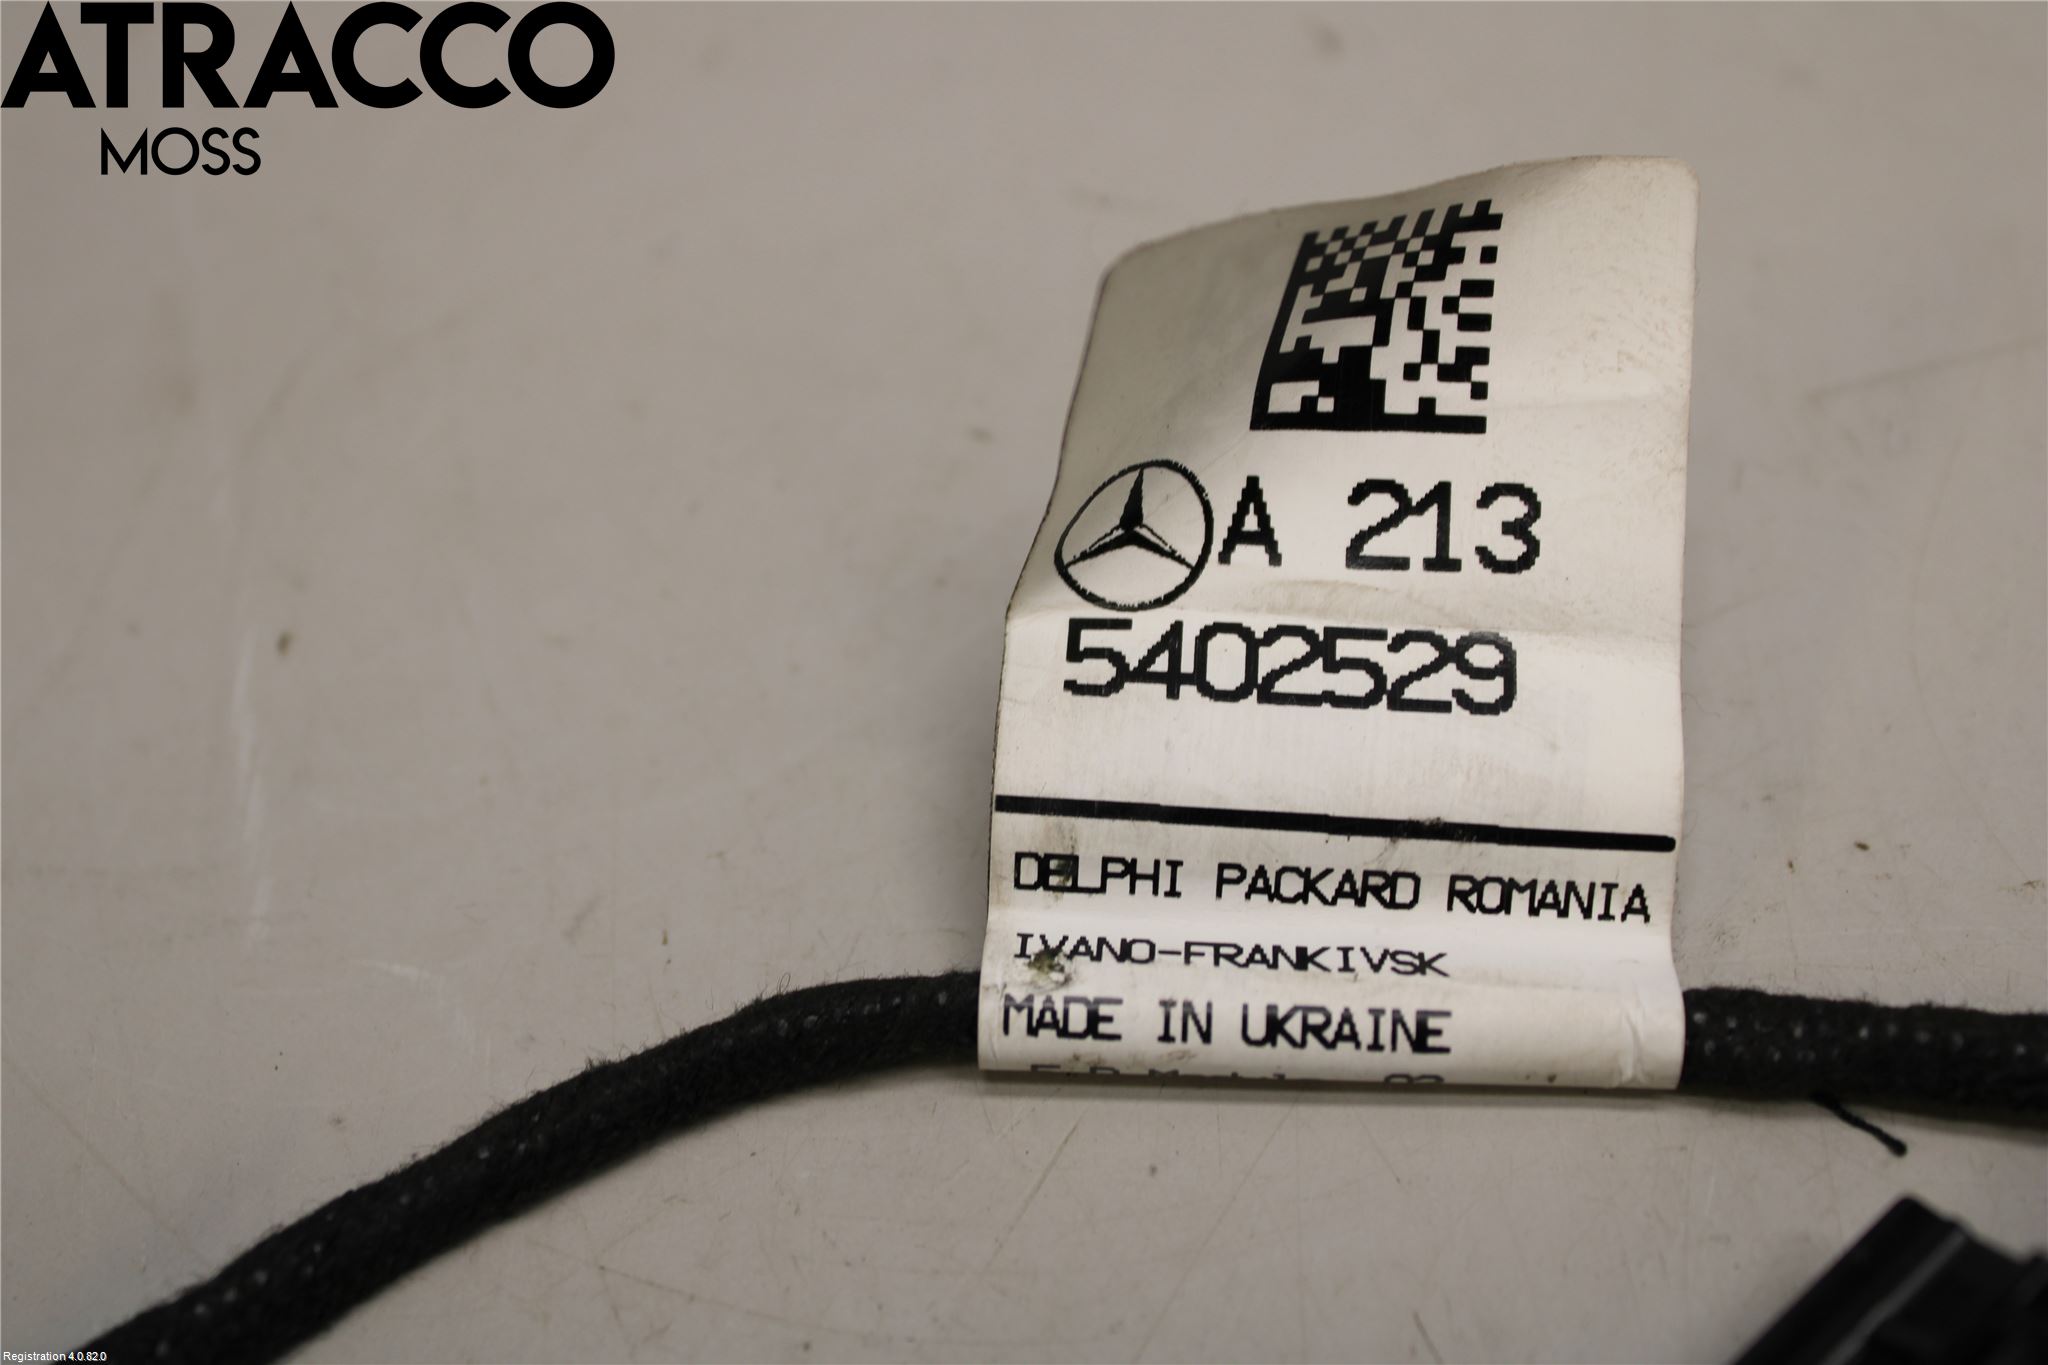 ATRACCO
MOSS
A 213
5402529
DELPHI PACKARD ROMANIA
IVANO-FRANKIVSK
MADE IN UKRAINE
Registration 4.0.82.0